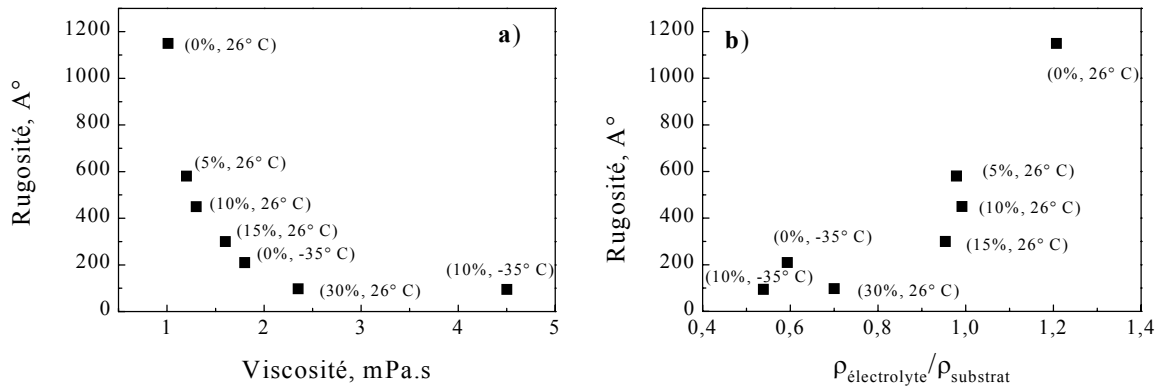 a)
Rugosité, A°
1200
1000
800
600
400
200
0
(0%, 26° C)
(5%, 26° C)
(10%, 26° C)
(15%, 26° C)
(0%, -35° C)
(10%, -35° C)
(30%, 26° C)
1 2 3 4 5
Viscosité, mPa.s
b)
Rugosité, A°
1200
1000
800
600
400
200
0
(0%, 26° C)
(5%, 26° C)
(10%, 26° C)
(0%, -35° C)
(15%, 26° C)
(10%, -35° C)
(30%, 26° C)
0,4 0,6 0,8 1,0 1,2 1,4
ρélectrolyte/ρsubstrat